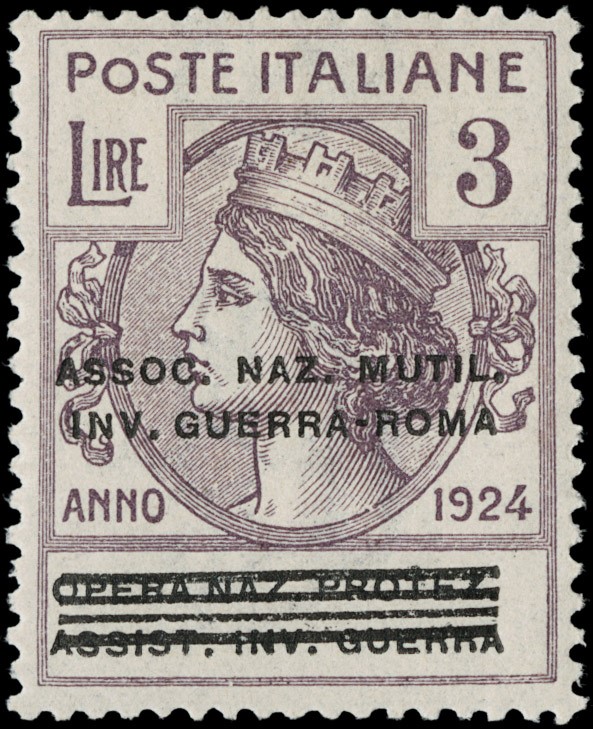 POSTE ITALIANE
LIRE 3
ASSOC. NAZ. MUTIL.
INV. GUERRA-ROMA
ANNO 1924
OPERA NAZ. PROTEZ.
ASSIST. INV. GUERRA